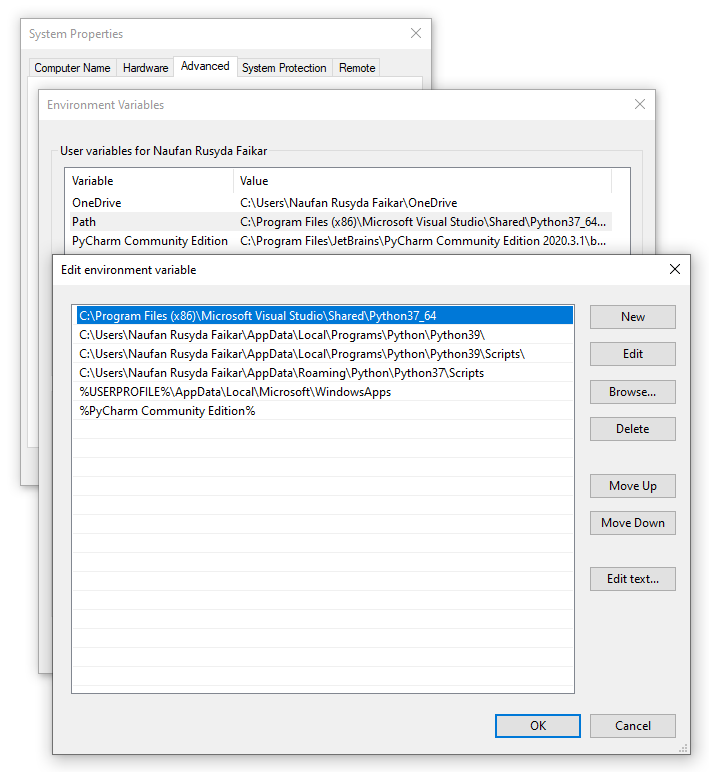 System Properties
Computer Name Hardware Advanced System Protection Remote
Environment Variables
User variables for Naufan Rusyda Faikar
Variable Value
OneDrive C:\Users\Naufan Rusyda Faikar\OneDrive
Path C:\Program Files (x86)\Microsoft Visual Studio\Shared\Python37_64...
PyCharm Community Edition C:\Program Files\JetBrains\PyCharm Community Edition 2020.3.1\b...
Edit environment variable
C:\Program Files (x86)\Microsoft Visual Studio\Shared\Python37_64
C:\Users\Naufan Rusyda Faikar\AppData\Local\Programs\Python\Python39\
C:\Users\Naufan Rusyda Faikar\AppData\Local\Programs\Python\Python39\Scripts\
C:\Users\Naufan Rusyda Faikar\AppData\Roaming\Python\Python37\Scripts
%USERPROFILE%\AppData\Local\Microsoft\WindowsApps
%PyCharm Community Edition%
New
Edit
Browse...
Delete
Move Up
Move Down
Edit text...
OK Cancel